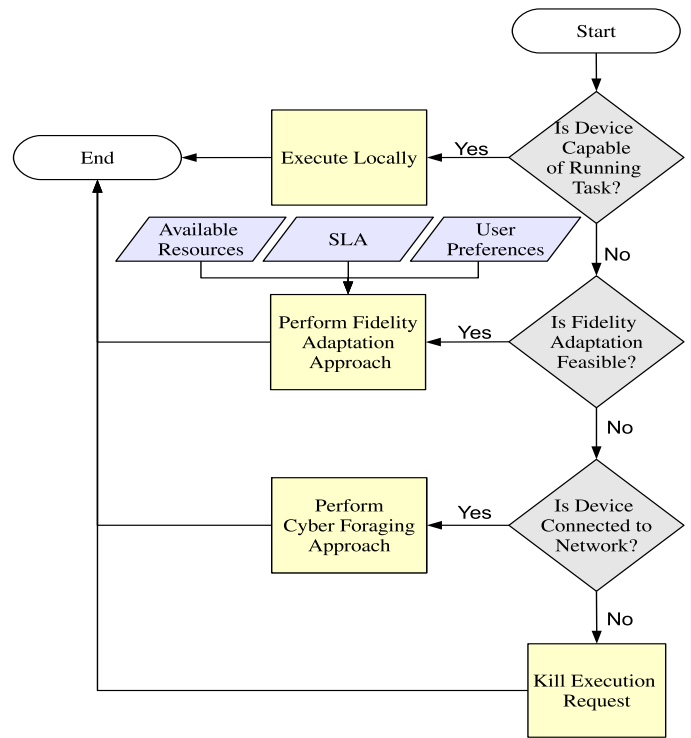 Start
Is Device
Capable
of Running
Task?
Yes
Execute Locally
End
No
Available
Resources
SLA
User
Preferences
Is Fidelity
Adaptation
Feasible?
Yes
Perform Fidelity
Adaptation
Approach
No
Is Device
Connected to
Network?
Yes
Perform
Cyber Foraging
Approach
No
Kill Execution
Request